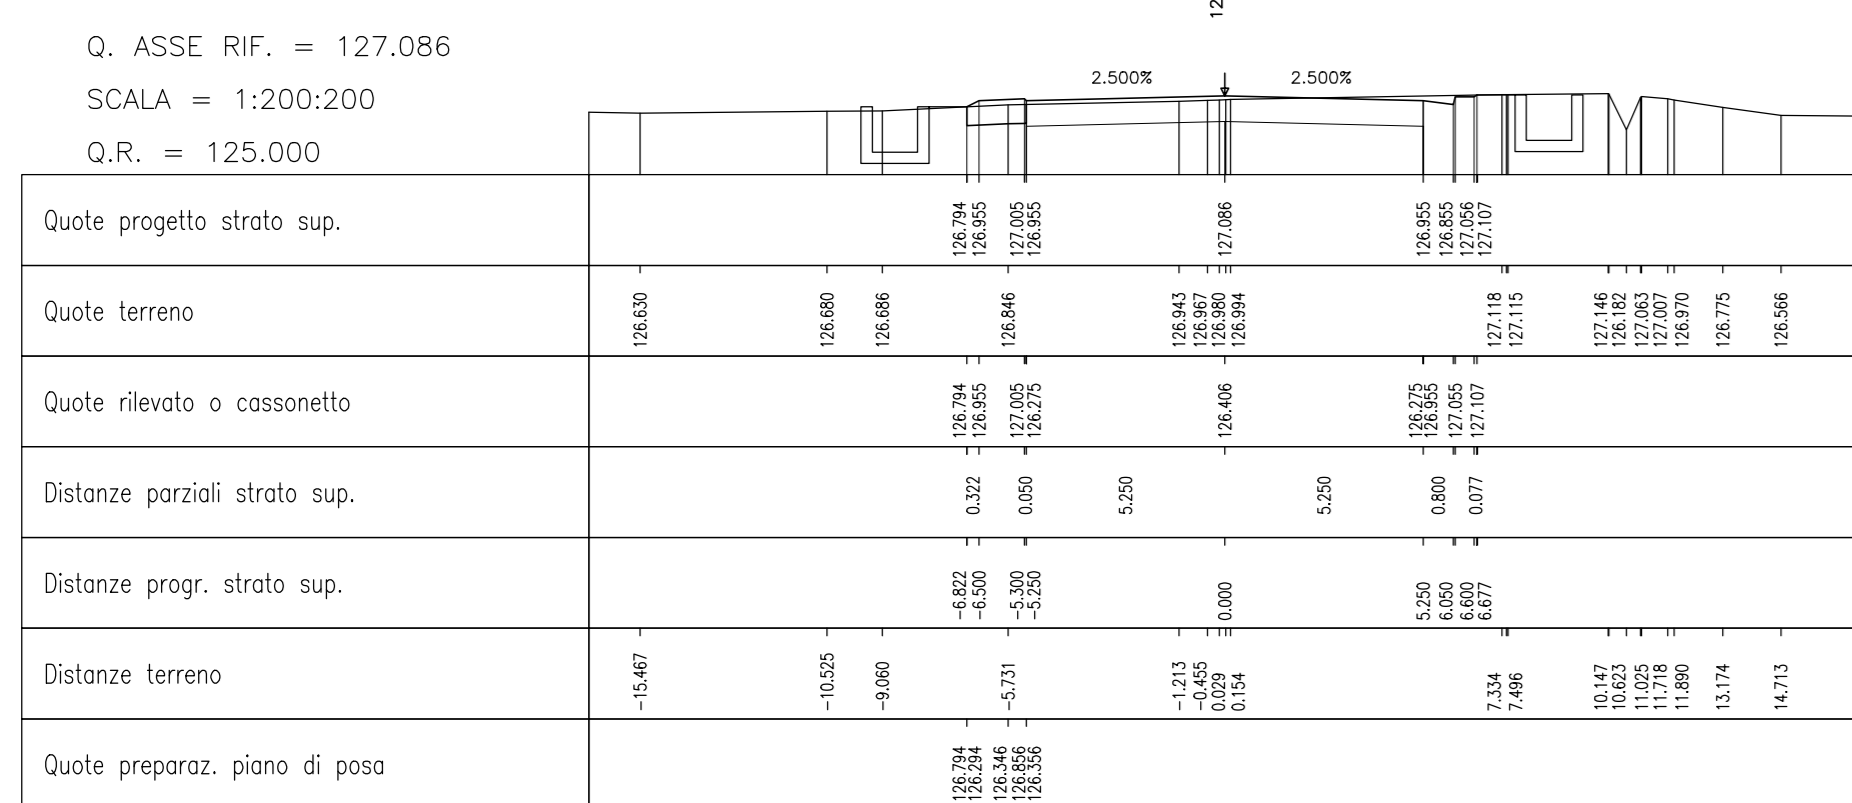 12
Q. ASSE RIF. = 127.086
SCALA = 1:200:200
Q.R. = 125.000
2.500% 2.500%
Quote progetto strato sup. 126.794 126.955 127.005 126.955 127.086 126.955 126.855 127.056 127.107
Quote terreno 126.630 126.680 126.686 126.846 126.943 126.967 126.980 126.994 127.118 127.115 127.146 126.182 127.063 127.007 126.970 126.775 126.566
Quote rilevato o cassonetto 126.794 126.955 127.005 126.275 126.406 126.275 126.955 127.055 127.107
Distanze parziali strato sup. 0.322 0.050 5.250 5.250 0.800 0.077
Distanze progr. strato sup. -6.822 -6.500 -5.300 -5.250 0.000 5.250 6.050 6.600 6.677
Distanze terreno -15.467 -10.525 -9.060 -5.731 -1.213 -0.455 0.029 0.154 7.334 7.496 10.147 10.623 11.025 11.718 11.890 13.174 14.713
Quote preparaz. piano di posa 126.794 126.294 126.346 126.856 126.356